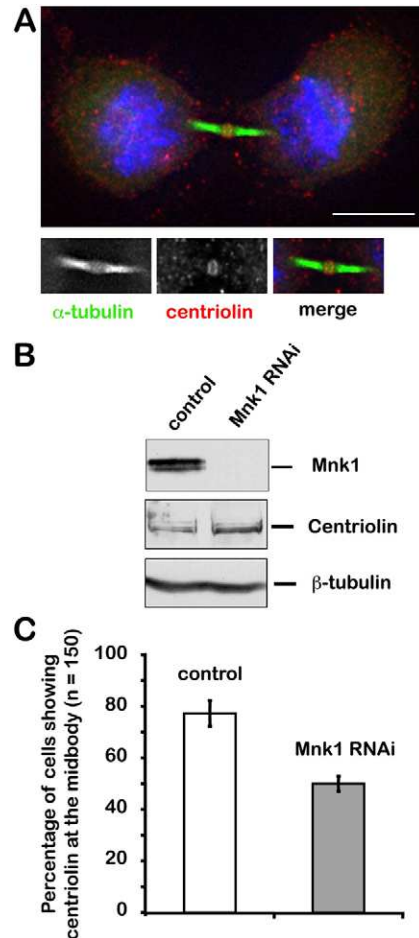 A
α-tubulin centriolin merge
B
control Mnk1 RNAi
Mnk1
Centriolin
β-tubulin
C
Percentage of cells showing
centriolin at the midbody (n = 150)
100
80
60
40
20
0
control
Mnk1 RNAi